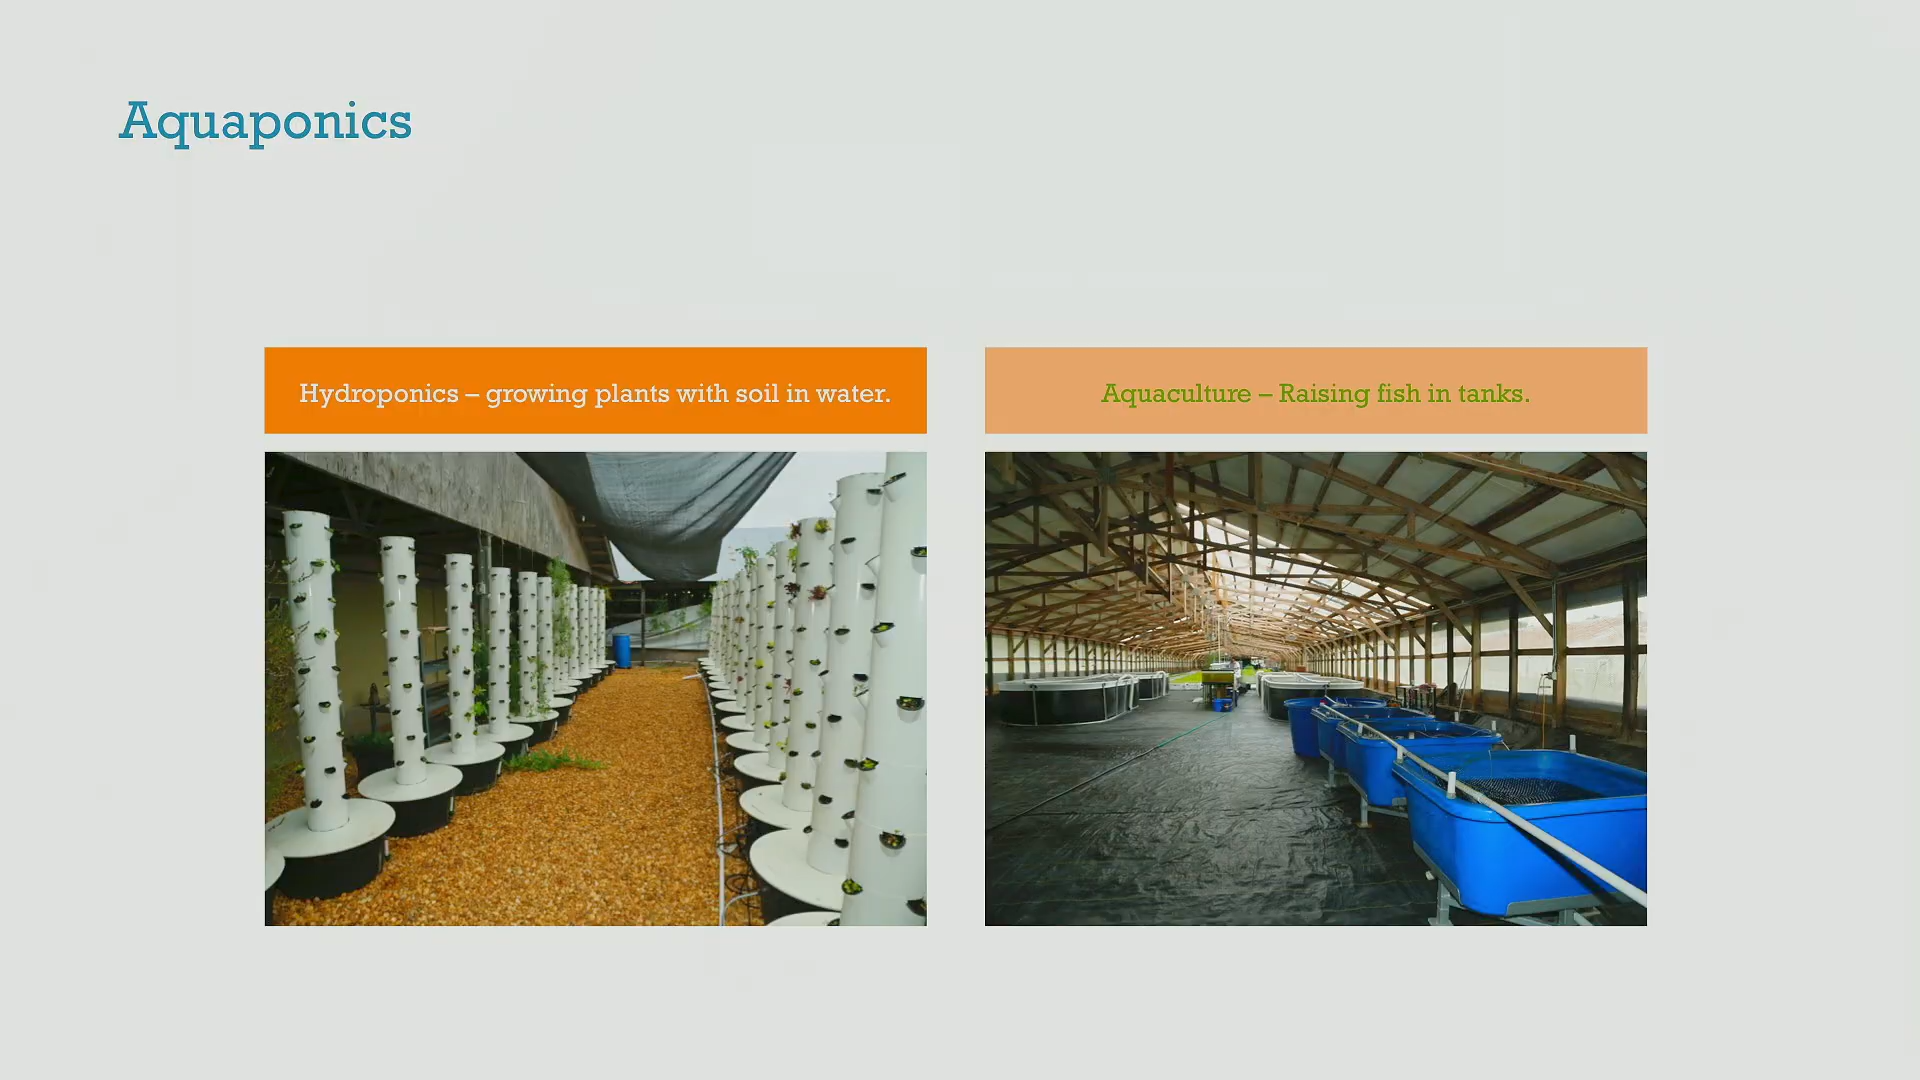 Aquaponics
Hydroponics – growing plants with soil in water.
Aquaculture – Raising fish in tanks.